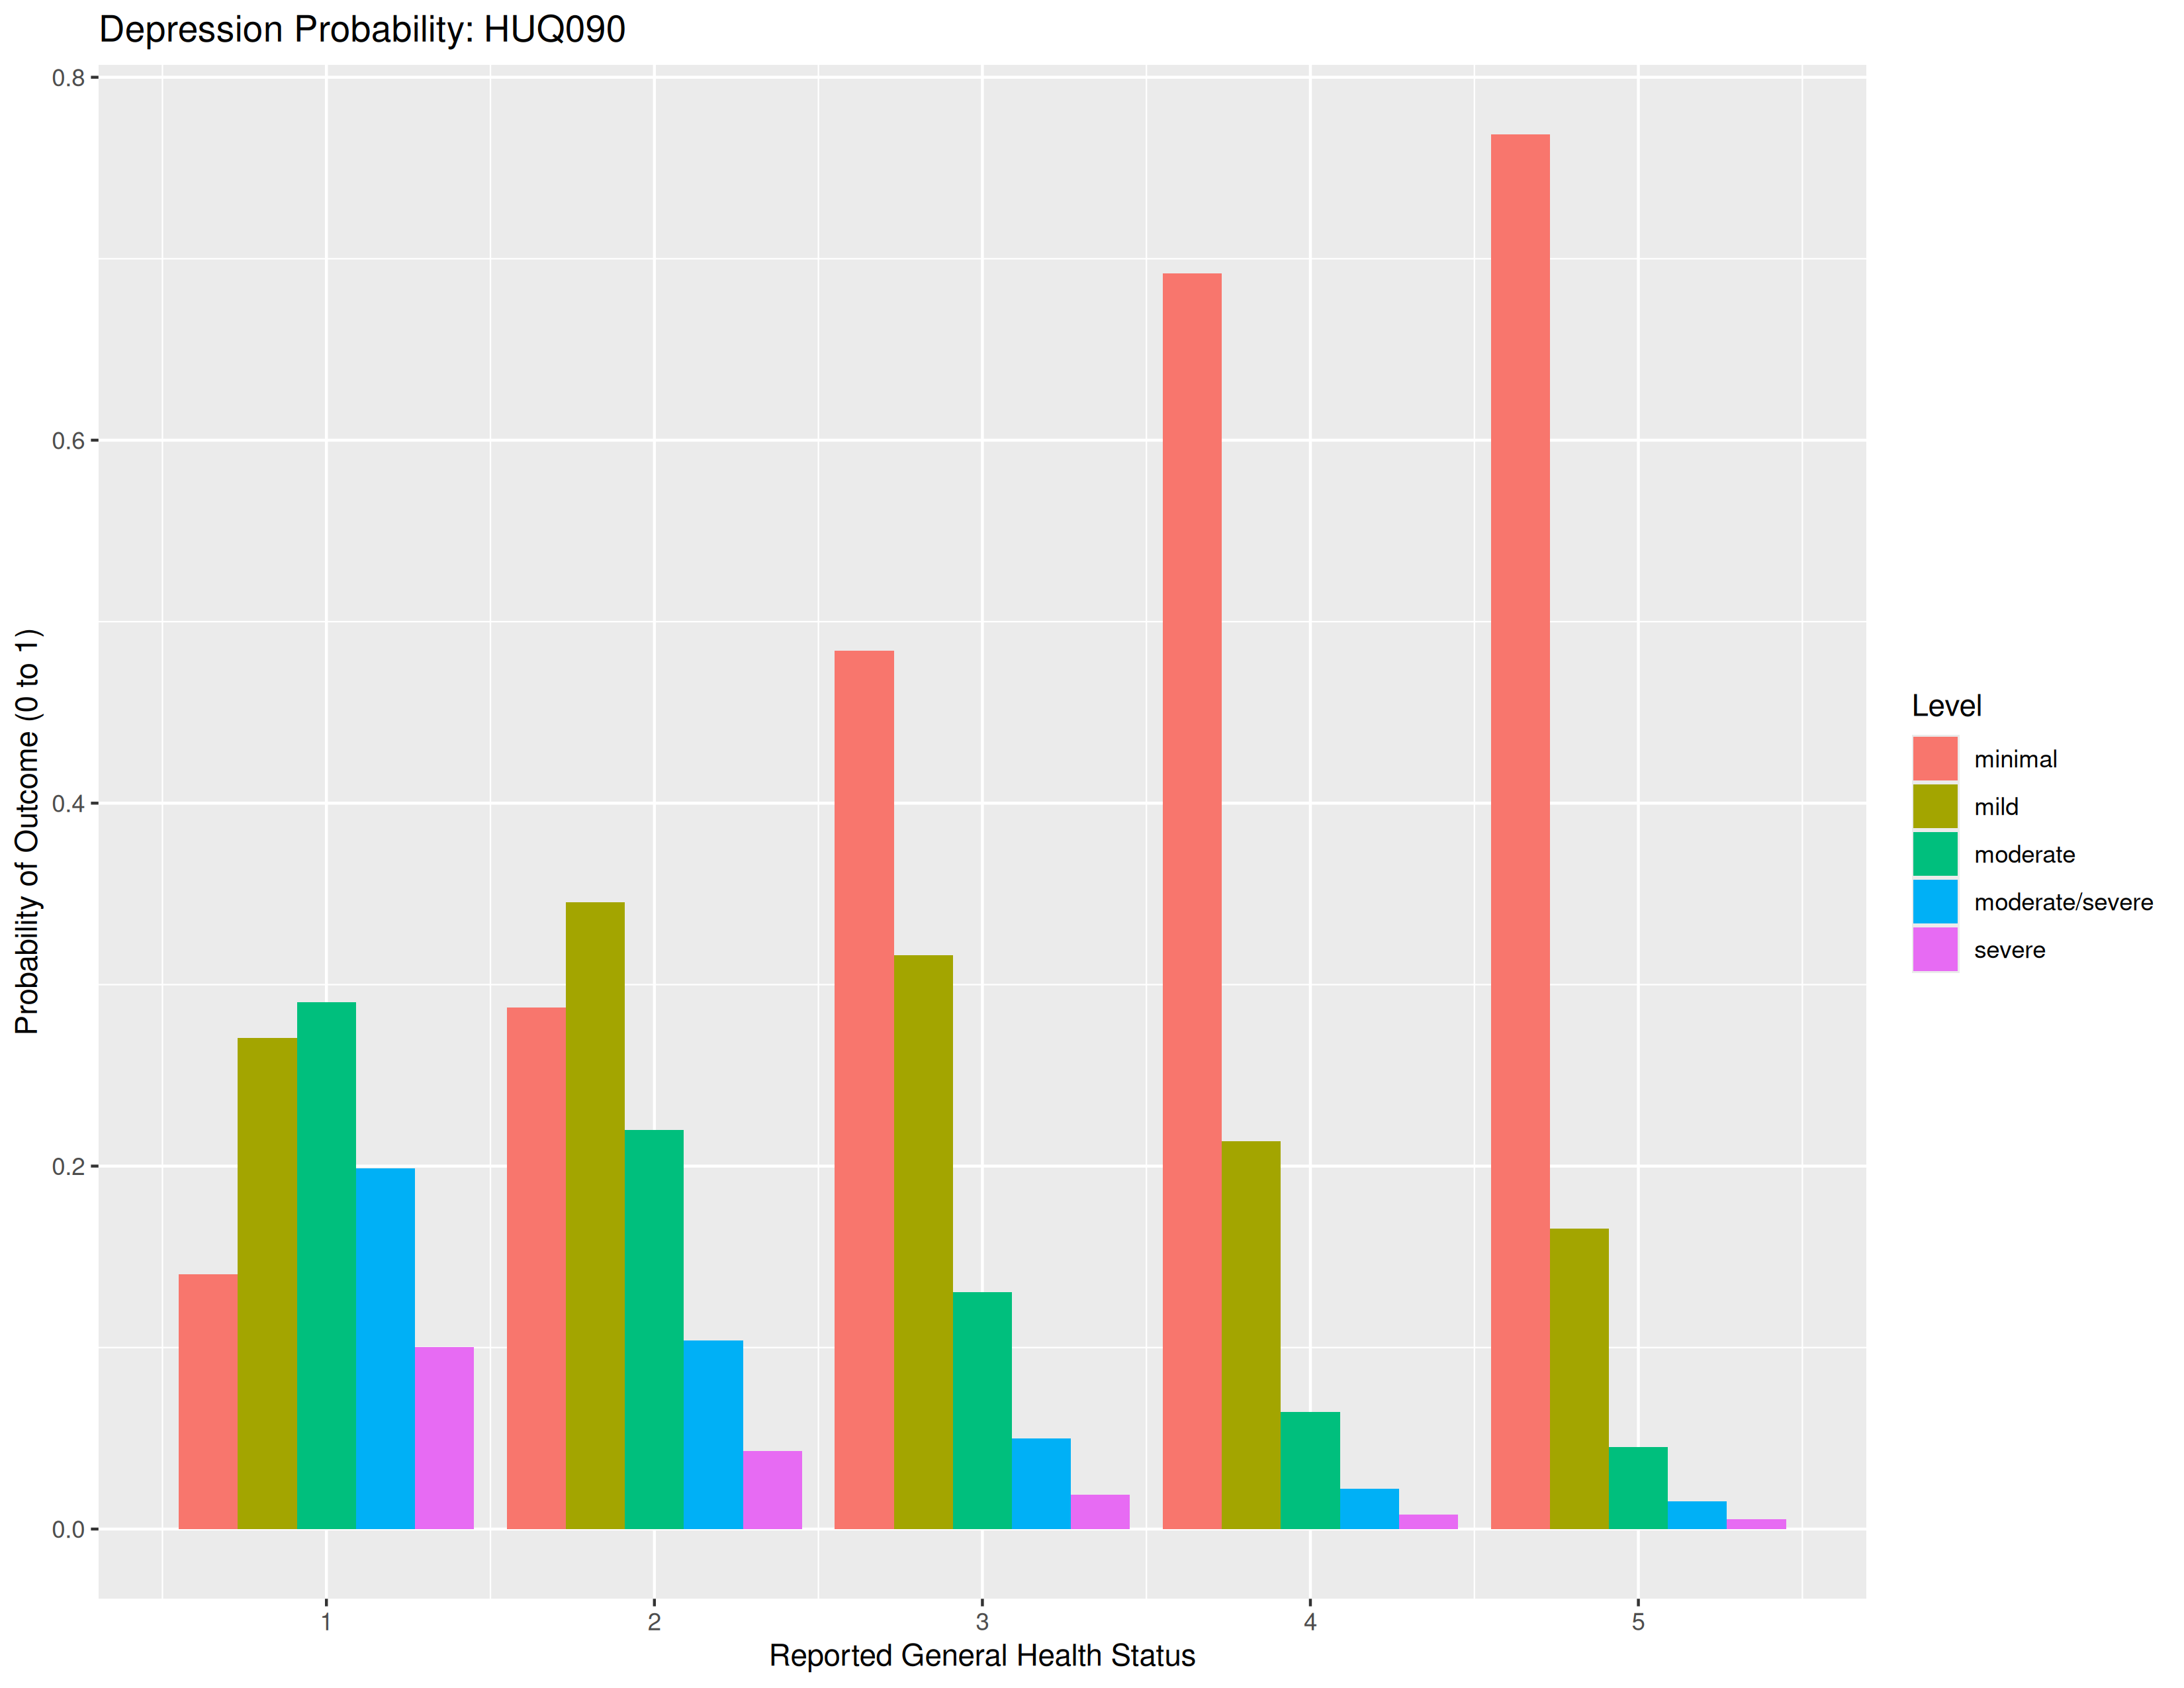 Depression Probability: HUQ090
0.8
0.6
0.4
0.2
0.0
Probability of Outcome (0 to 1)
1 2 3 4 5
Reported General Health Status
Level
minimal
mild
moderate
moderate/severe
severe